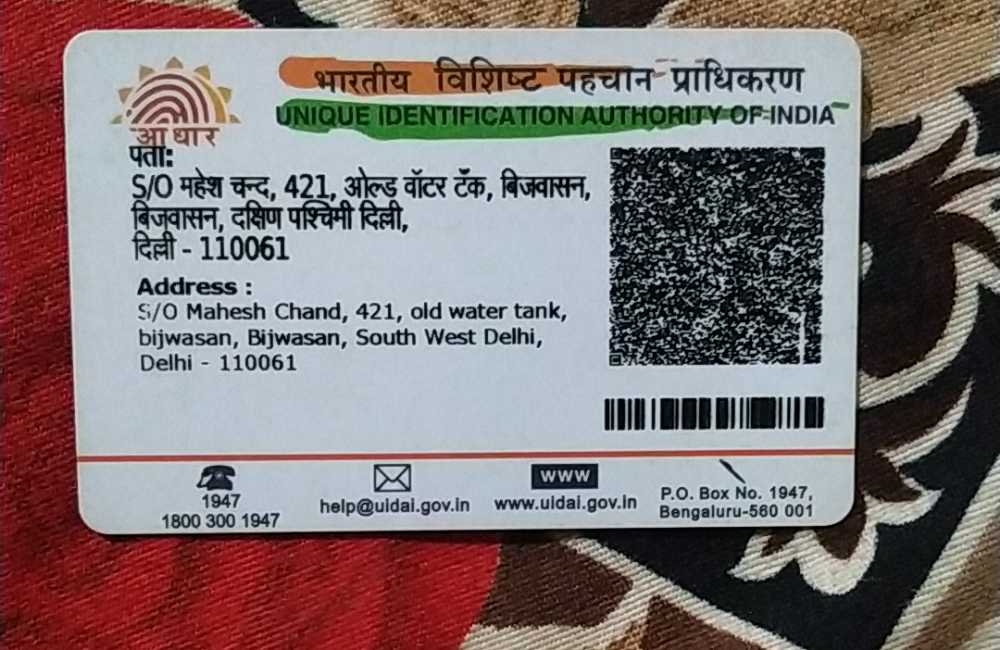 भारतीय विशिष्ट पहचान प्राधिकरण
UNIQUE IDENTIFICATION AUTHORITY OF INDIA
आधार
पता:
S/O महेश चन्द, 421, ओल्ड वॉटर टॅंक, बिजवासन,
बिजवासन, दक्षिण पश्चिमी दिल्ली,
दिल्ली - 110061
Address :
S/O Mahesh Chand, 421, old water tank,
bijwasan, Bijwasan, South West Delhi,
Delhi - 110061
1947
1800 300 1947
help@uidai.gov.in
www
www.uidai.gov.in
P.O. Box No. 1947,
Bengaluru-560 001